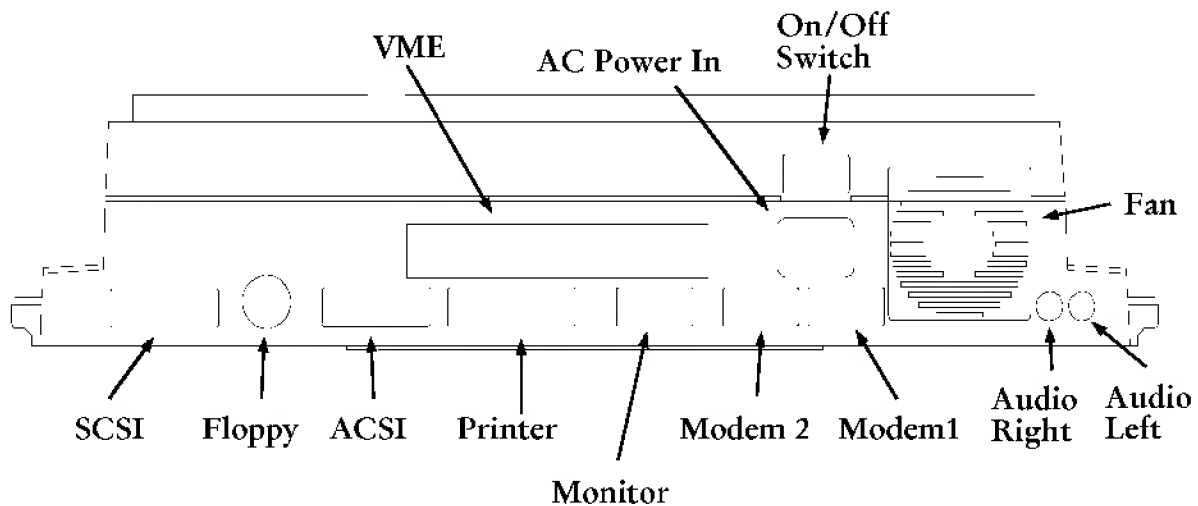 On/Off
Switch
VME
AC Power In
Fan
SCSI
Floppy
ACSI
Printer
Monitor
Modem 2
Modem1
Audio
Right
Audio
Left